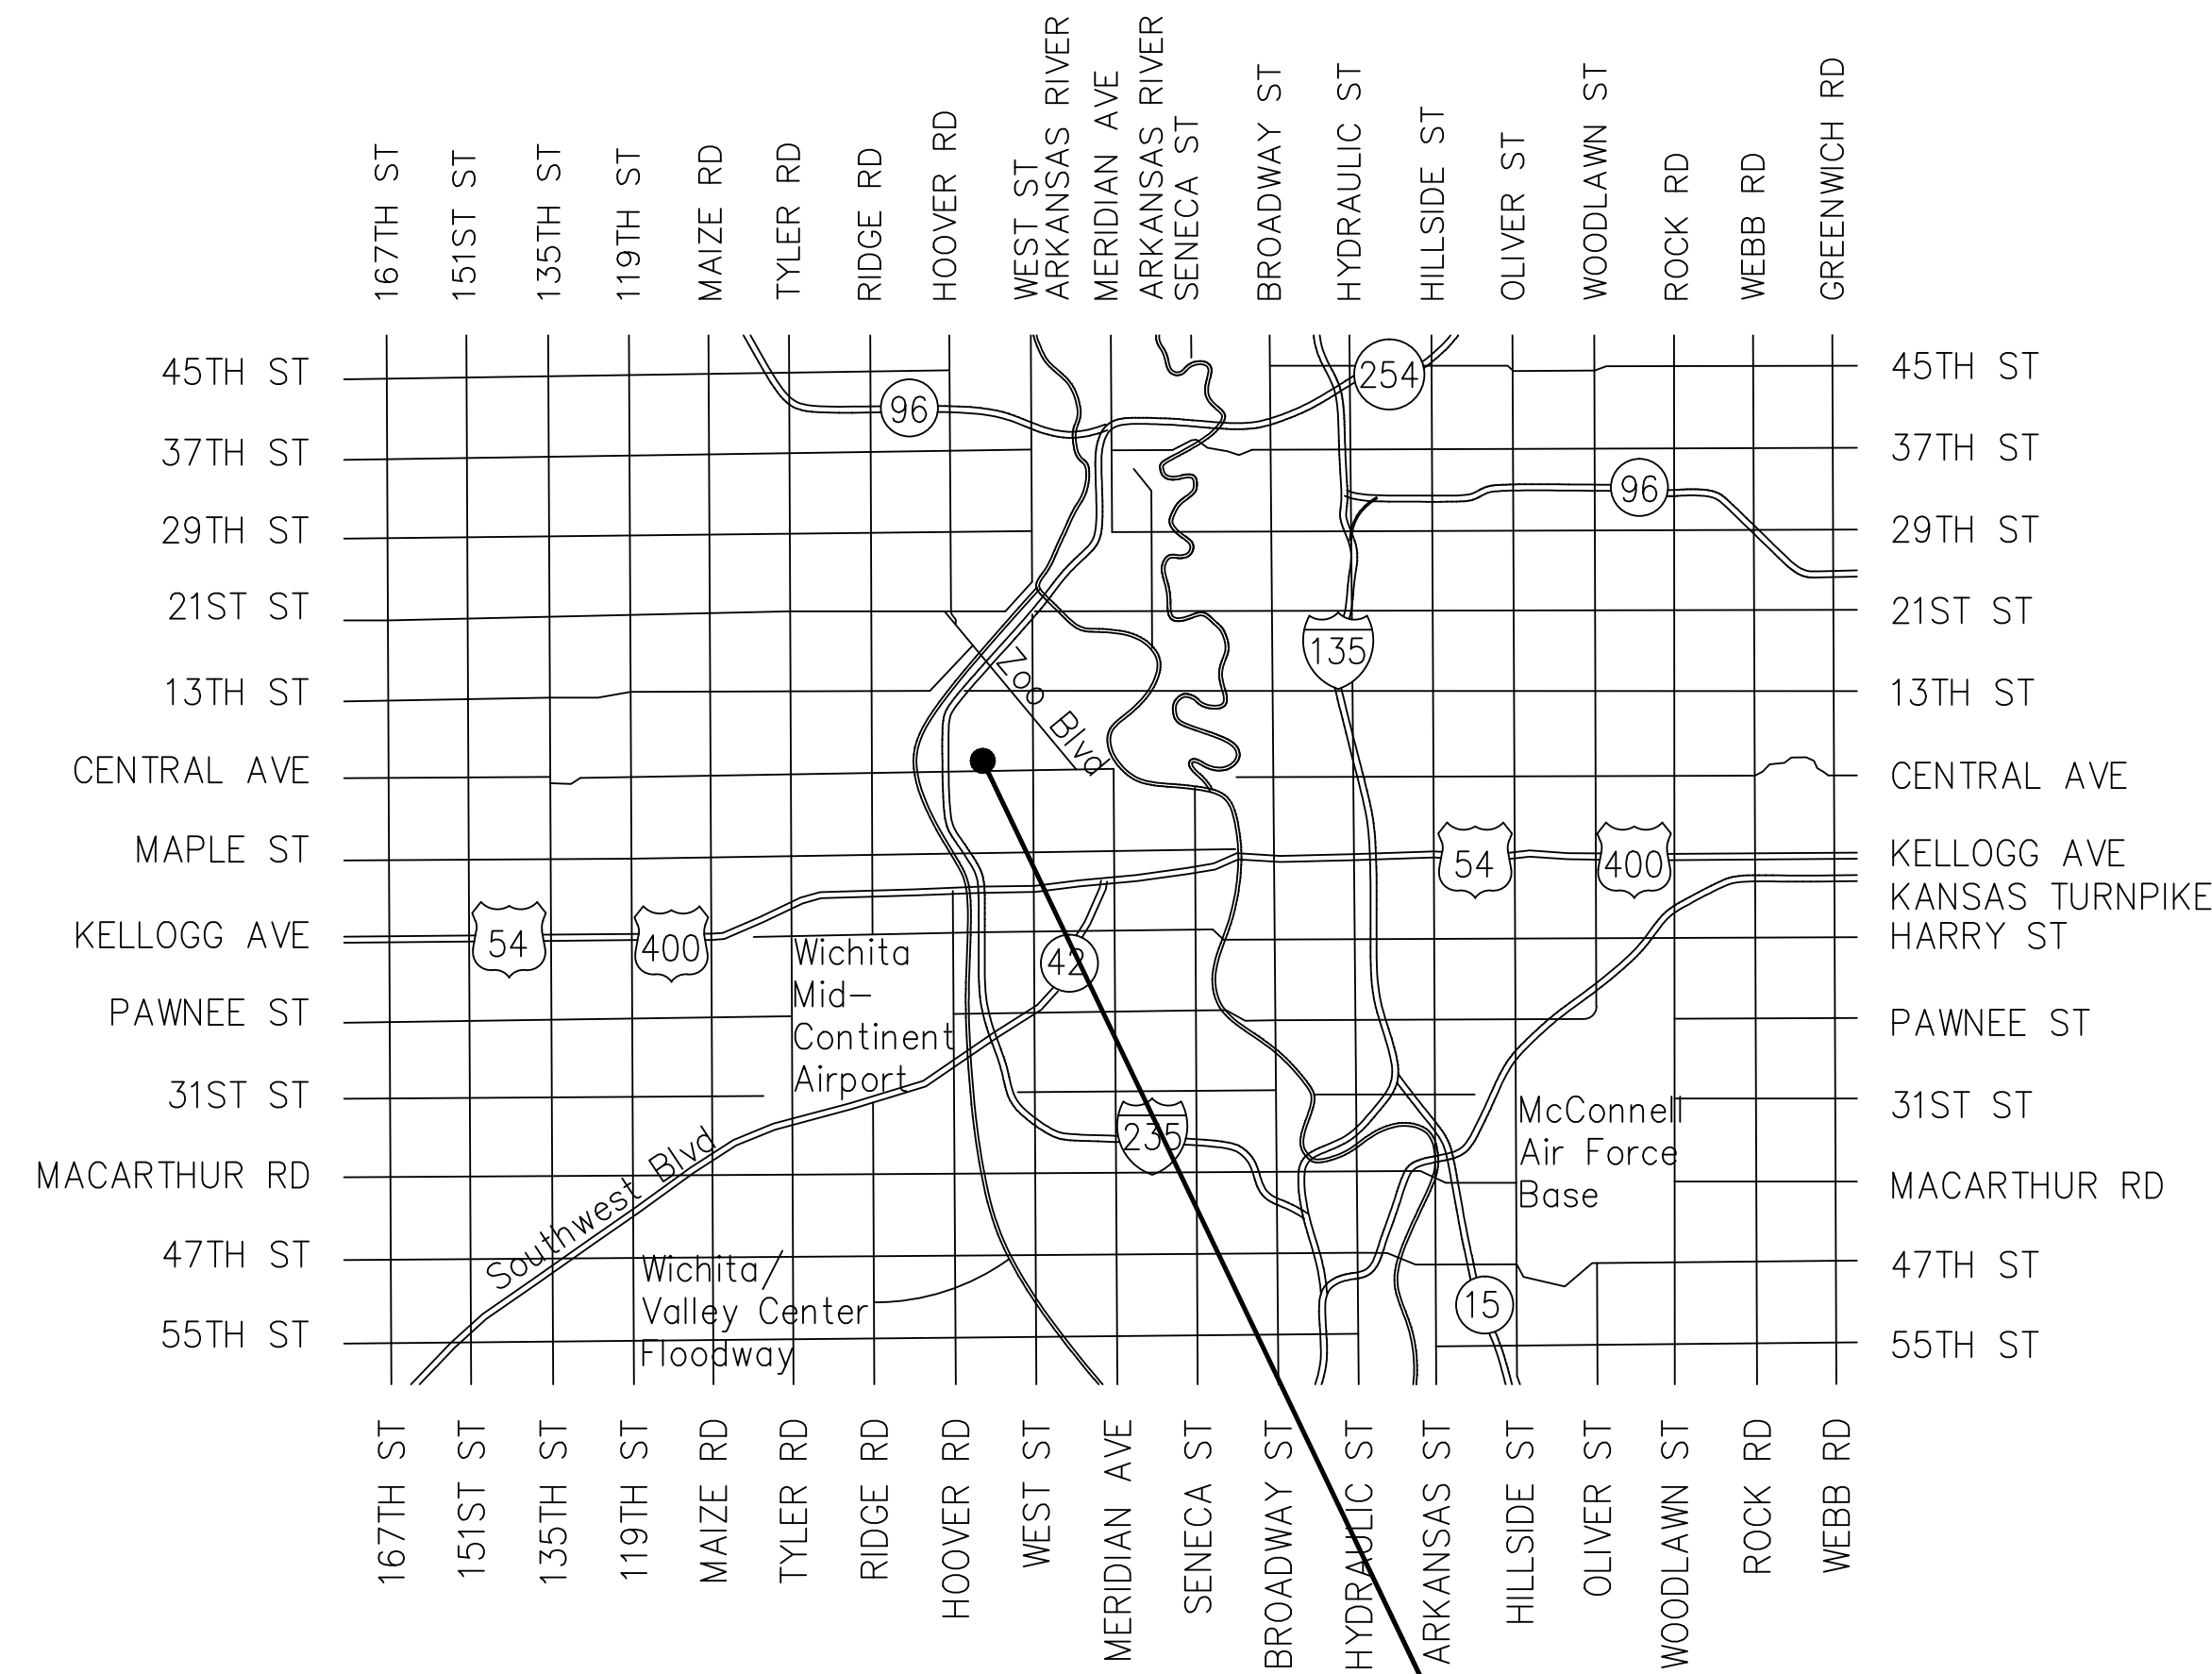 167TH ST
151ST ST
135TH ST
119TH ST
MAIZE RD
TYLER RD
RIDGE RD
HOOVER RD
WEST ST
ARKANSAS RIVER
MERIDIAN AVE
ARKANSAS RIVER
SENECA ST
BROADWAY ST
HYDRAULIC ST
HILLSIDE ST
OLIVER ST
WOODLAWN ST
ROCK RD
WEBB RD
GREENWICH RD
45TH ST
37TH ST
29TH ST
21ST ST
13TH ST
CENTRAL AVE
MAPLE ST
KELLOGG AVE
PAWNEE ST
31ST ST
MACARTHUR RD
47TH ST
55TH ST
254
96
96
135
Zoo Blvd
54
400
54
400
42
Wichita
Mid-
Continent
Airport
235
McConnell
Air Force
Base
Southwest Blvd
Wichita/
Valley Center
Floodway
15
45TH ST
37TH ST
29TH ST
21ST ST
13TH ST
CENTRAL AVE
KELLOGG AVE
KANSAS TURNPIKE
HARRY ST
PAWNEE ST
31ST ST
MACARTHUR RD
47TH ST
55TH ST
167TH ST
151ST ST
135TH ST
119TH ST
MAIZE RD
TYLER RD
RIDGE RD
HOOVER RD
WEST ST
MERIDIAN AVE
SENECA ST
BROADWAY ST
HYDRAULIC ST
ARKANSAS ST
HILLSIDE ST
OLIVER ST
WOODLAWN ST
ROCK RD
WEBB RD